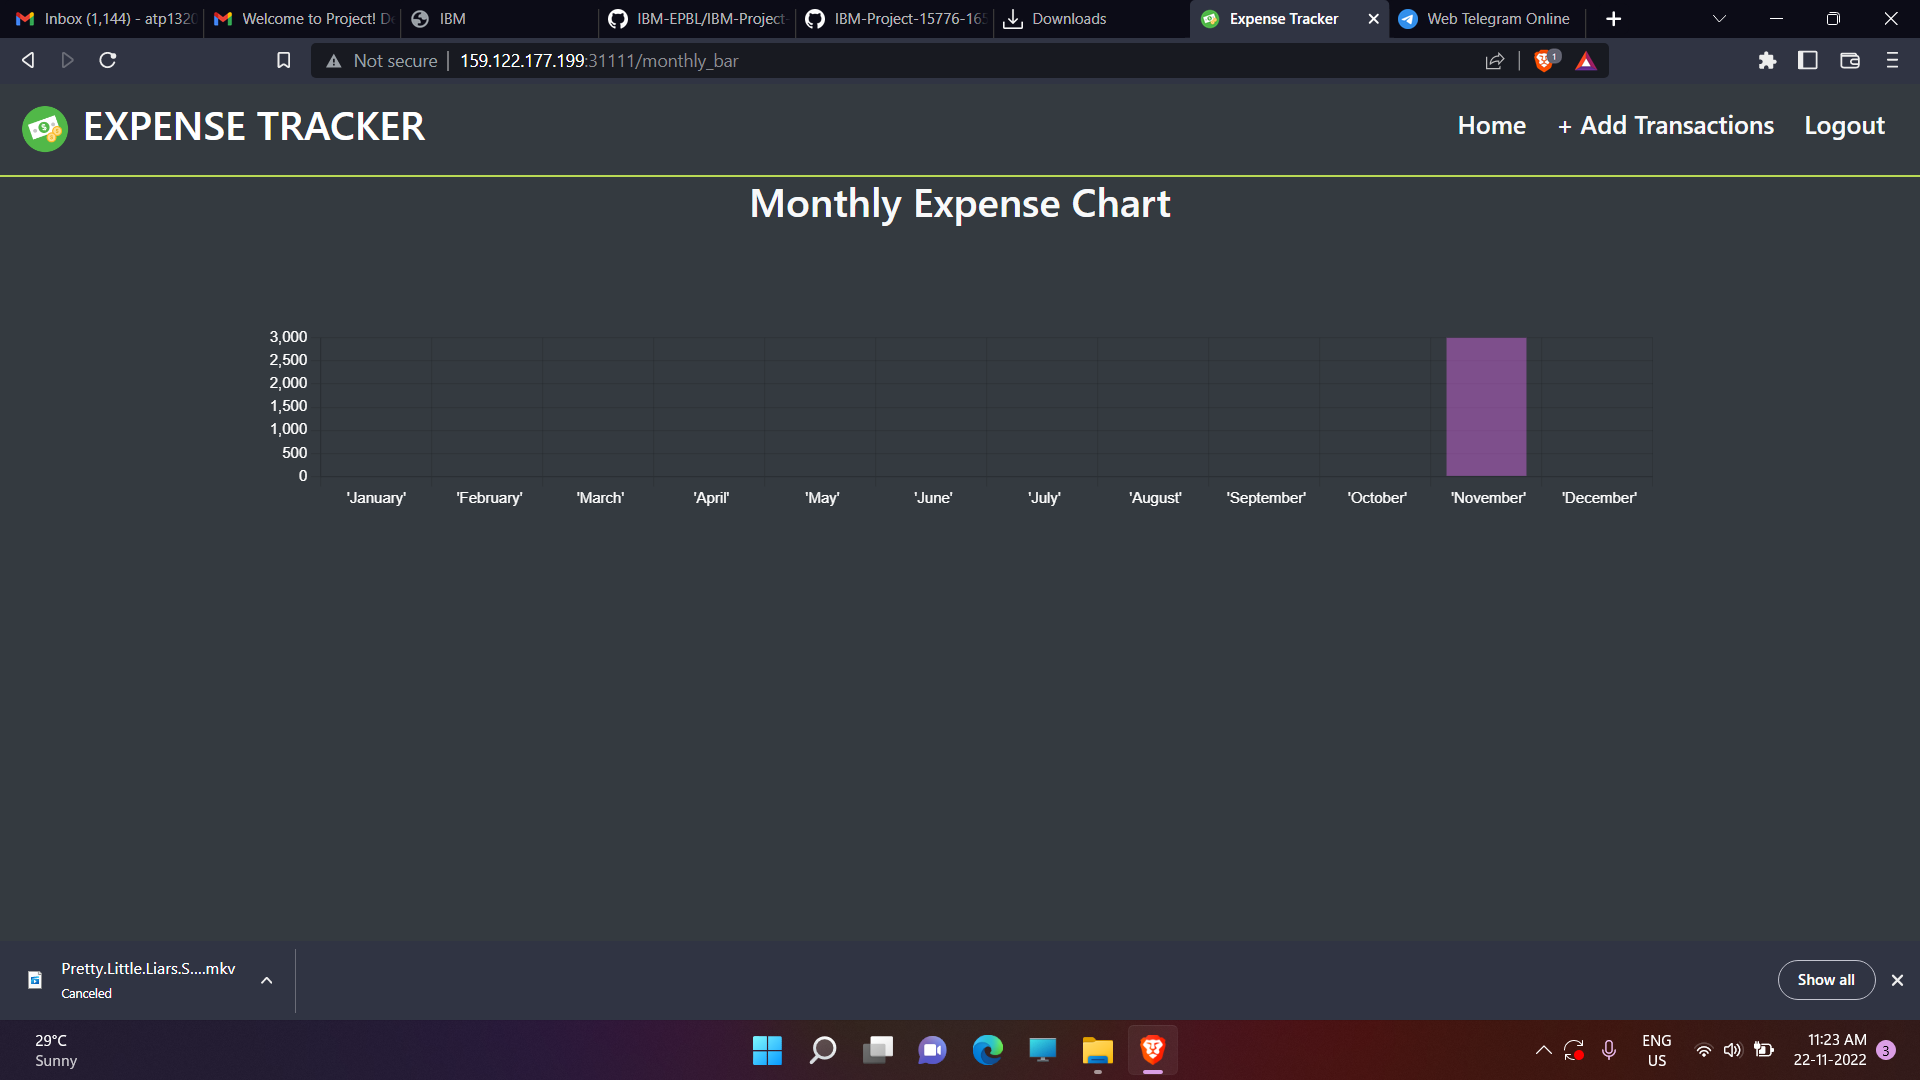 Inbox (1,144) - atp1320
Welcome to Project! De
IBM
IBM-EPBL/IBM-Project-
IBM-Project-15776-165
Downloads
Expense Tracker
Web Telegram Online
Not secure
159.122.177.199:31111/monthly_bar
1
EXPENSE TRACKER
Home
+ Add Transactions
Logout
Monthly Expense Chart
3,000
2,500
2,000
1,500
1,000
500
0
'January' 'February' 'March' 'April' 'May' 'June' 'July' 'August' 'September' 'October' 'November' 'December'
Pretty.Little.Liars.S....mkv
Canceled
Show all
29°C
Sunny
ENG
US
11:23 AM
22-11-2022
3